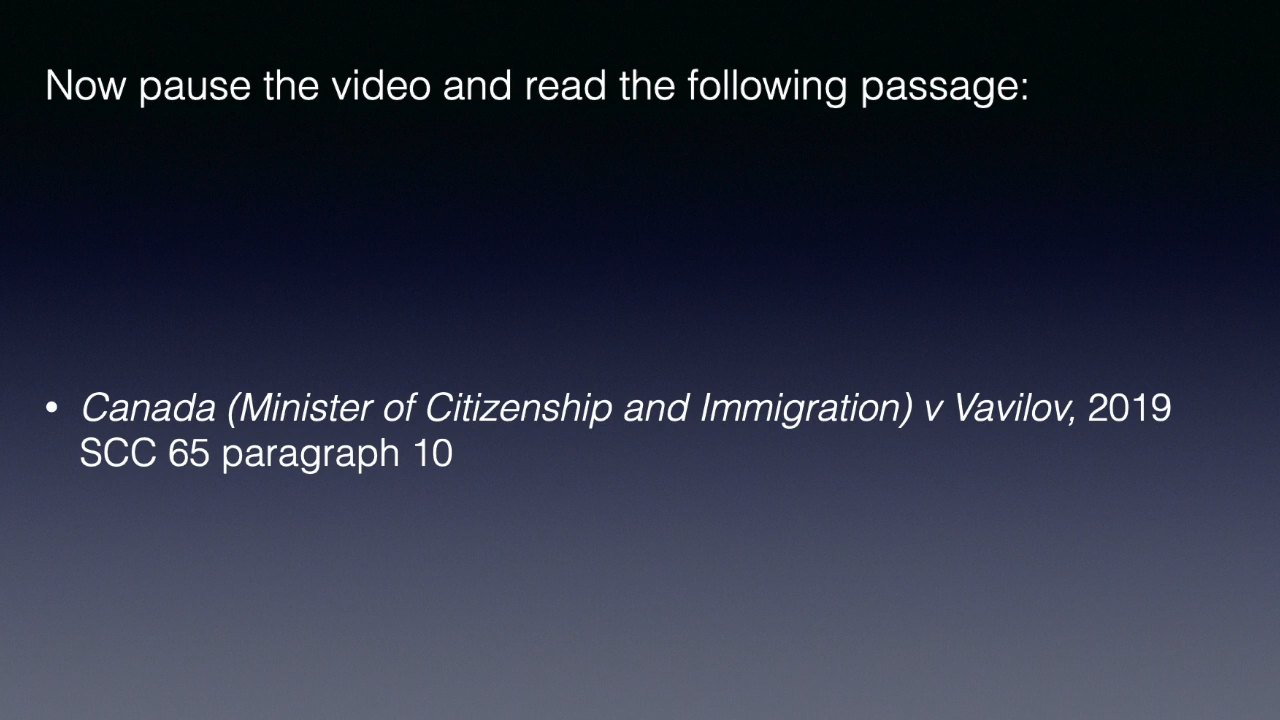 Now pause the video and read the following passage:
• Canada (Minister of Citizenship and Immigration) v Vavilov, 2019
SCC 65 paragraph 10